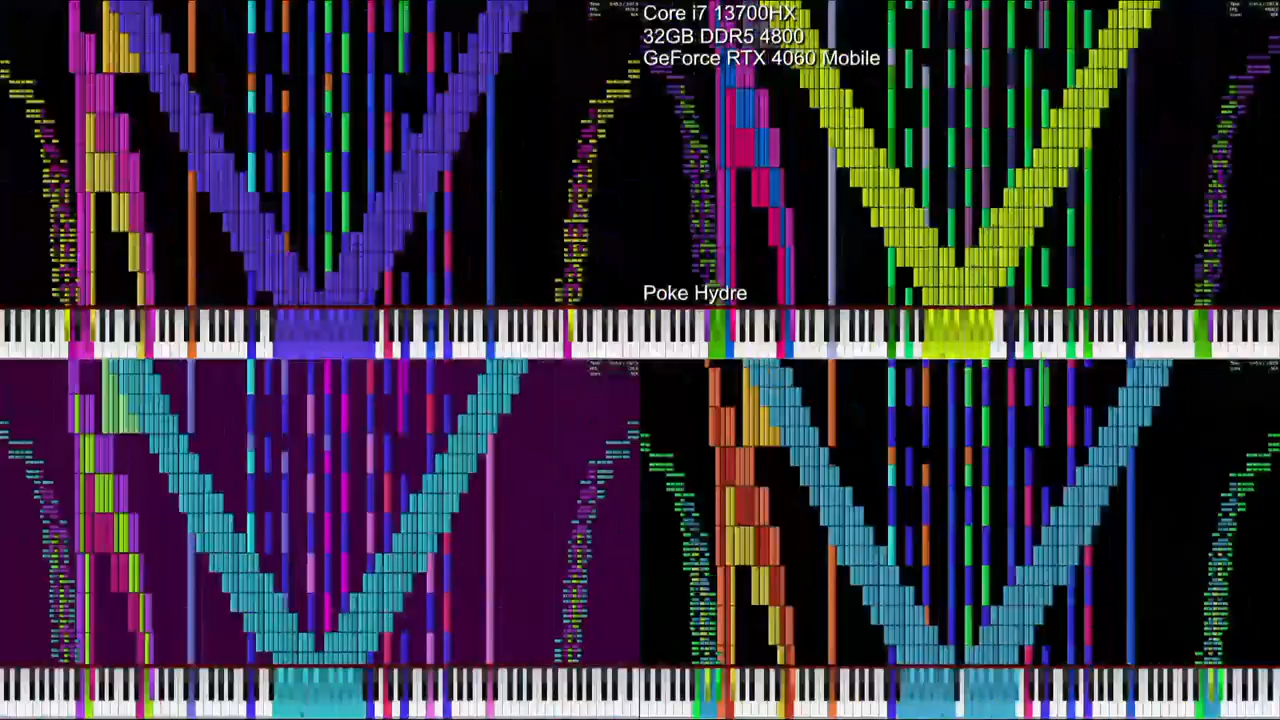 Core i7 13700HX
32GB DDR5 4800
GeForce RTX 4060 Mobile
Poke Hydre